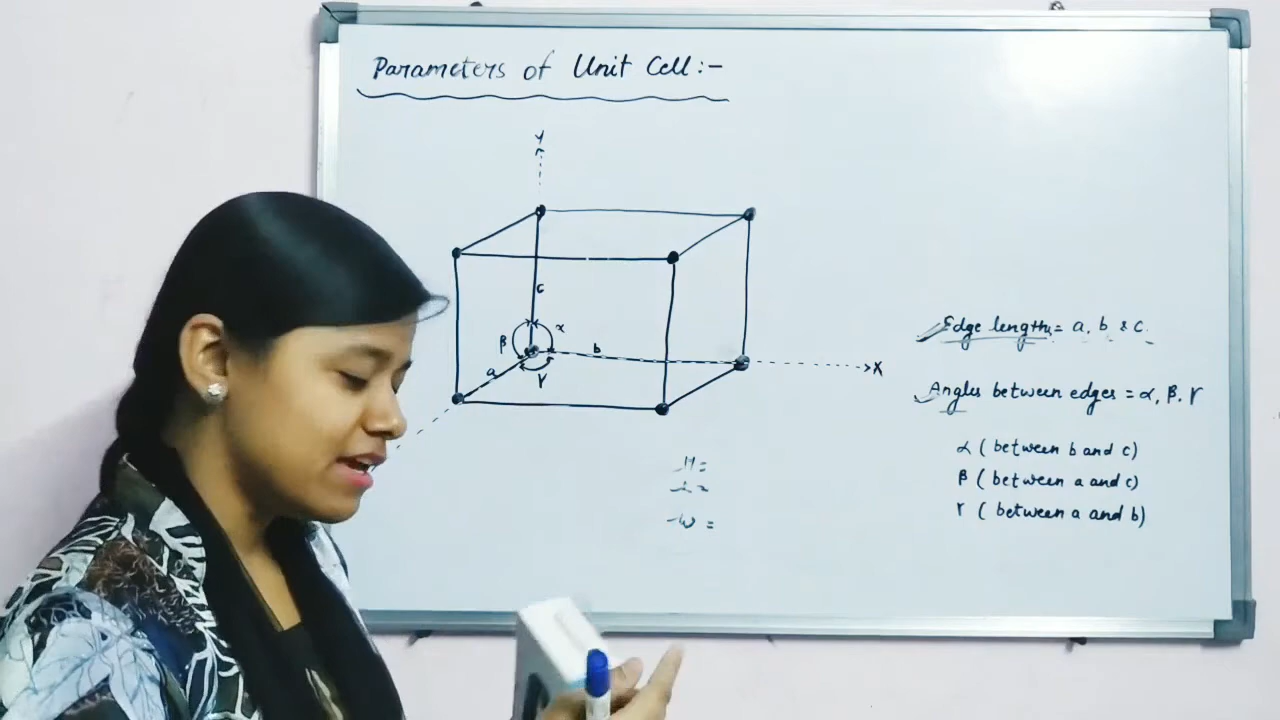 Parameters of Unit Cell:-
Y
c
β α
b
a
γ
X
Edge length = a, b & c.
Angles between edges = α, β, γ
α ( between b and c)
β ( between a and c)
γ ( between a and b)
H=
L=
W =